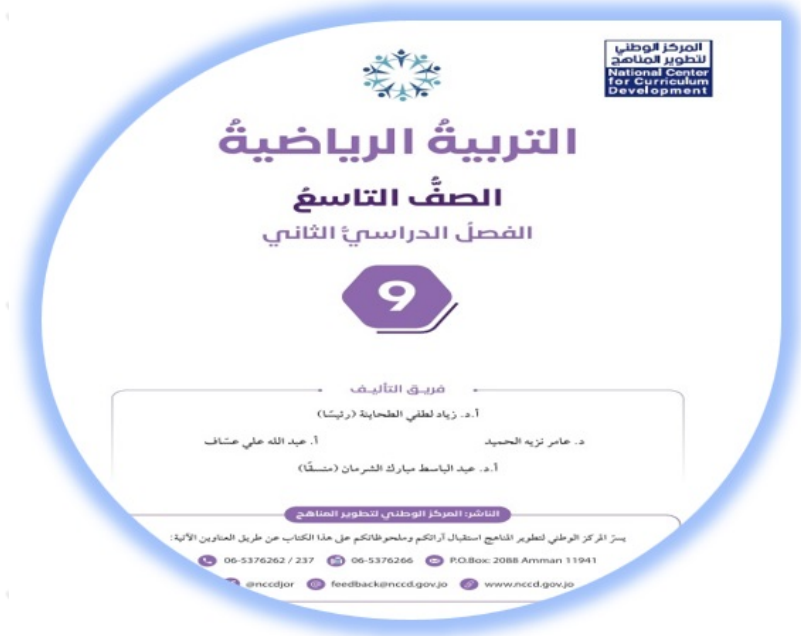 المركز الوطني
لتطوير المناهج
National Center
for Curriculum
Development
التربيةُ الرياضيةُ
الصفُّ التاسعُ
الفصلُ الدراسيُّ الثاني
9
فريق التأليف
أ.د. زياد لطفي الطحاينة (رئيسًا)
د. عامر نزيه الحميد أ. عبد الله علي عساف
أ.د. عبد الباسط مبارك الشرمان (منسقًا)
الناشر: المركز الوطني لتطوير المناهج
يسرّ المركز الوطني لتطوير المناهج استقبال آرائكم وملحوظاتكم على هذا الكتاب عن طريق العناوين الآتية:
06-5376262 / 237 06-5376266 P.O.Box: 2088 Amman 11941
@nccdjor feedback@nccd.gov.jo www.nccd.gov.jo